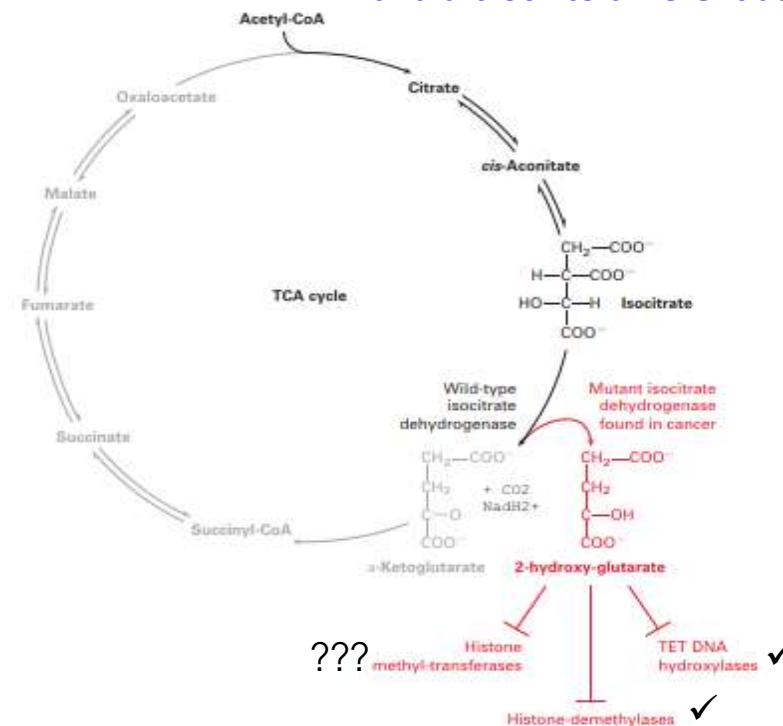 Acetyl-CoA
Citrate
cis-Aconitate
CH₂—COO⁻
H—C—COO⁻
HO—C—H
COO⁻
Isocitrate
Oxaloacetate
Malate
Fumarate
Succinate
Succinyl-CoA
TCA cycle
Wild-type
isocitrate
dehydrogenase
Mutant isocitrate
dehydrogenase
found in cancer
CH₂—COO⁻
CH₂
C—O
COO⁻
α-Ketoglutarate
+ CO2
NadH2+
CH₂—COO⁻
CH₂
C—OH
COO⁻
2-hydroxy-glutarate
???
Histone
methyl-transferases
TET DNA
hydroxylases ✓
Histone-demethylases ✓